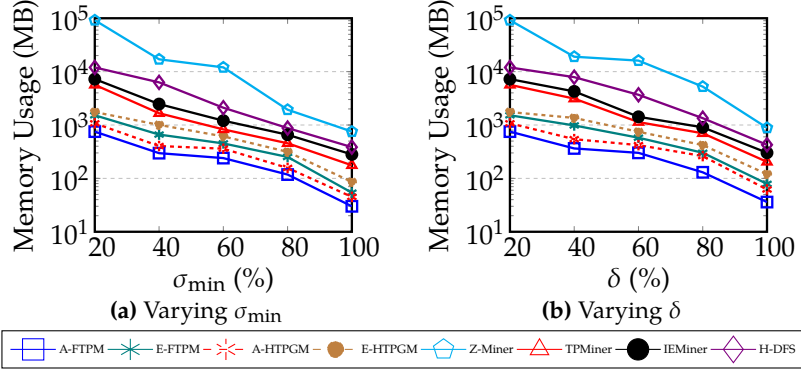 10^5
10^4
10^3
10^2
10^1
Memory Usage (MB)
20 40 60 80 100
σ_min (%)
(a) Varying σ_min
10^5
10^4
10^3
10^2
10^1
Memory Usage (MB)
20 40 60 80 100
δ (%)
(b) Varying δ
A-FTPM E-FTPM A-HTPGM E-HTPGM Z-Miner TPMiner IEMiner H-DFS